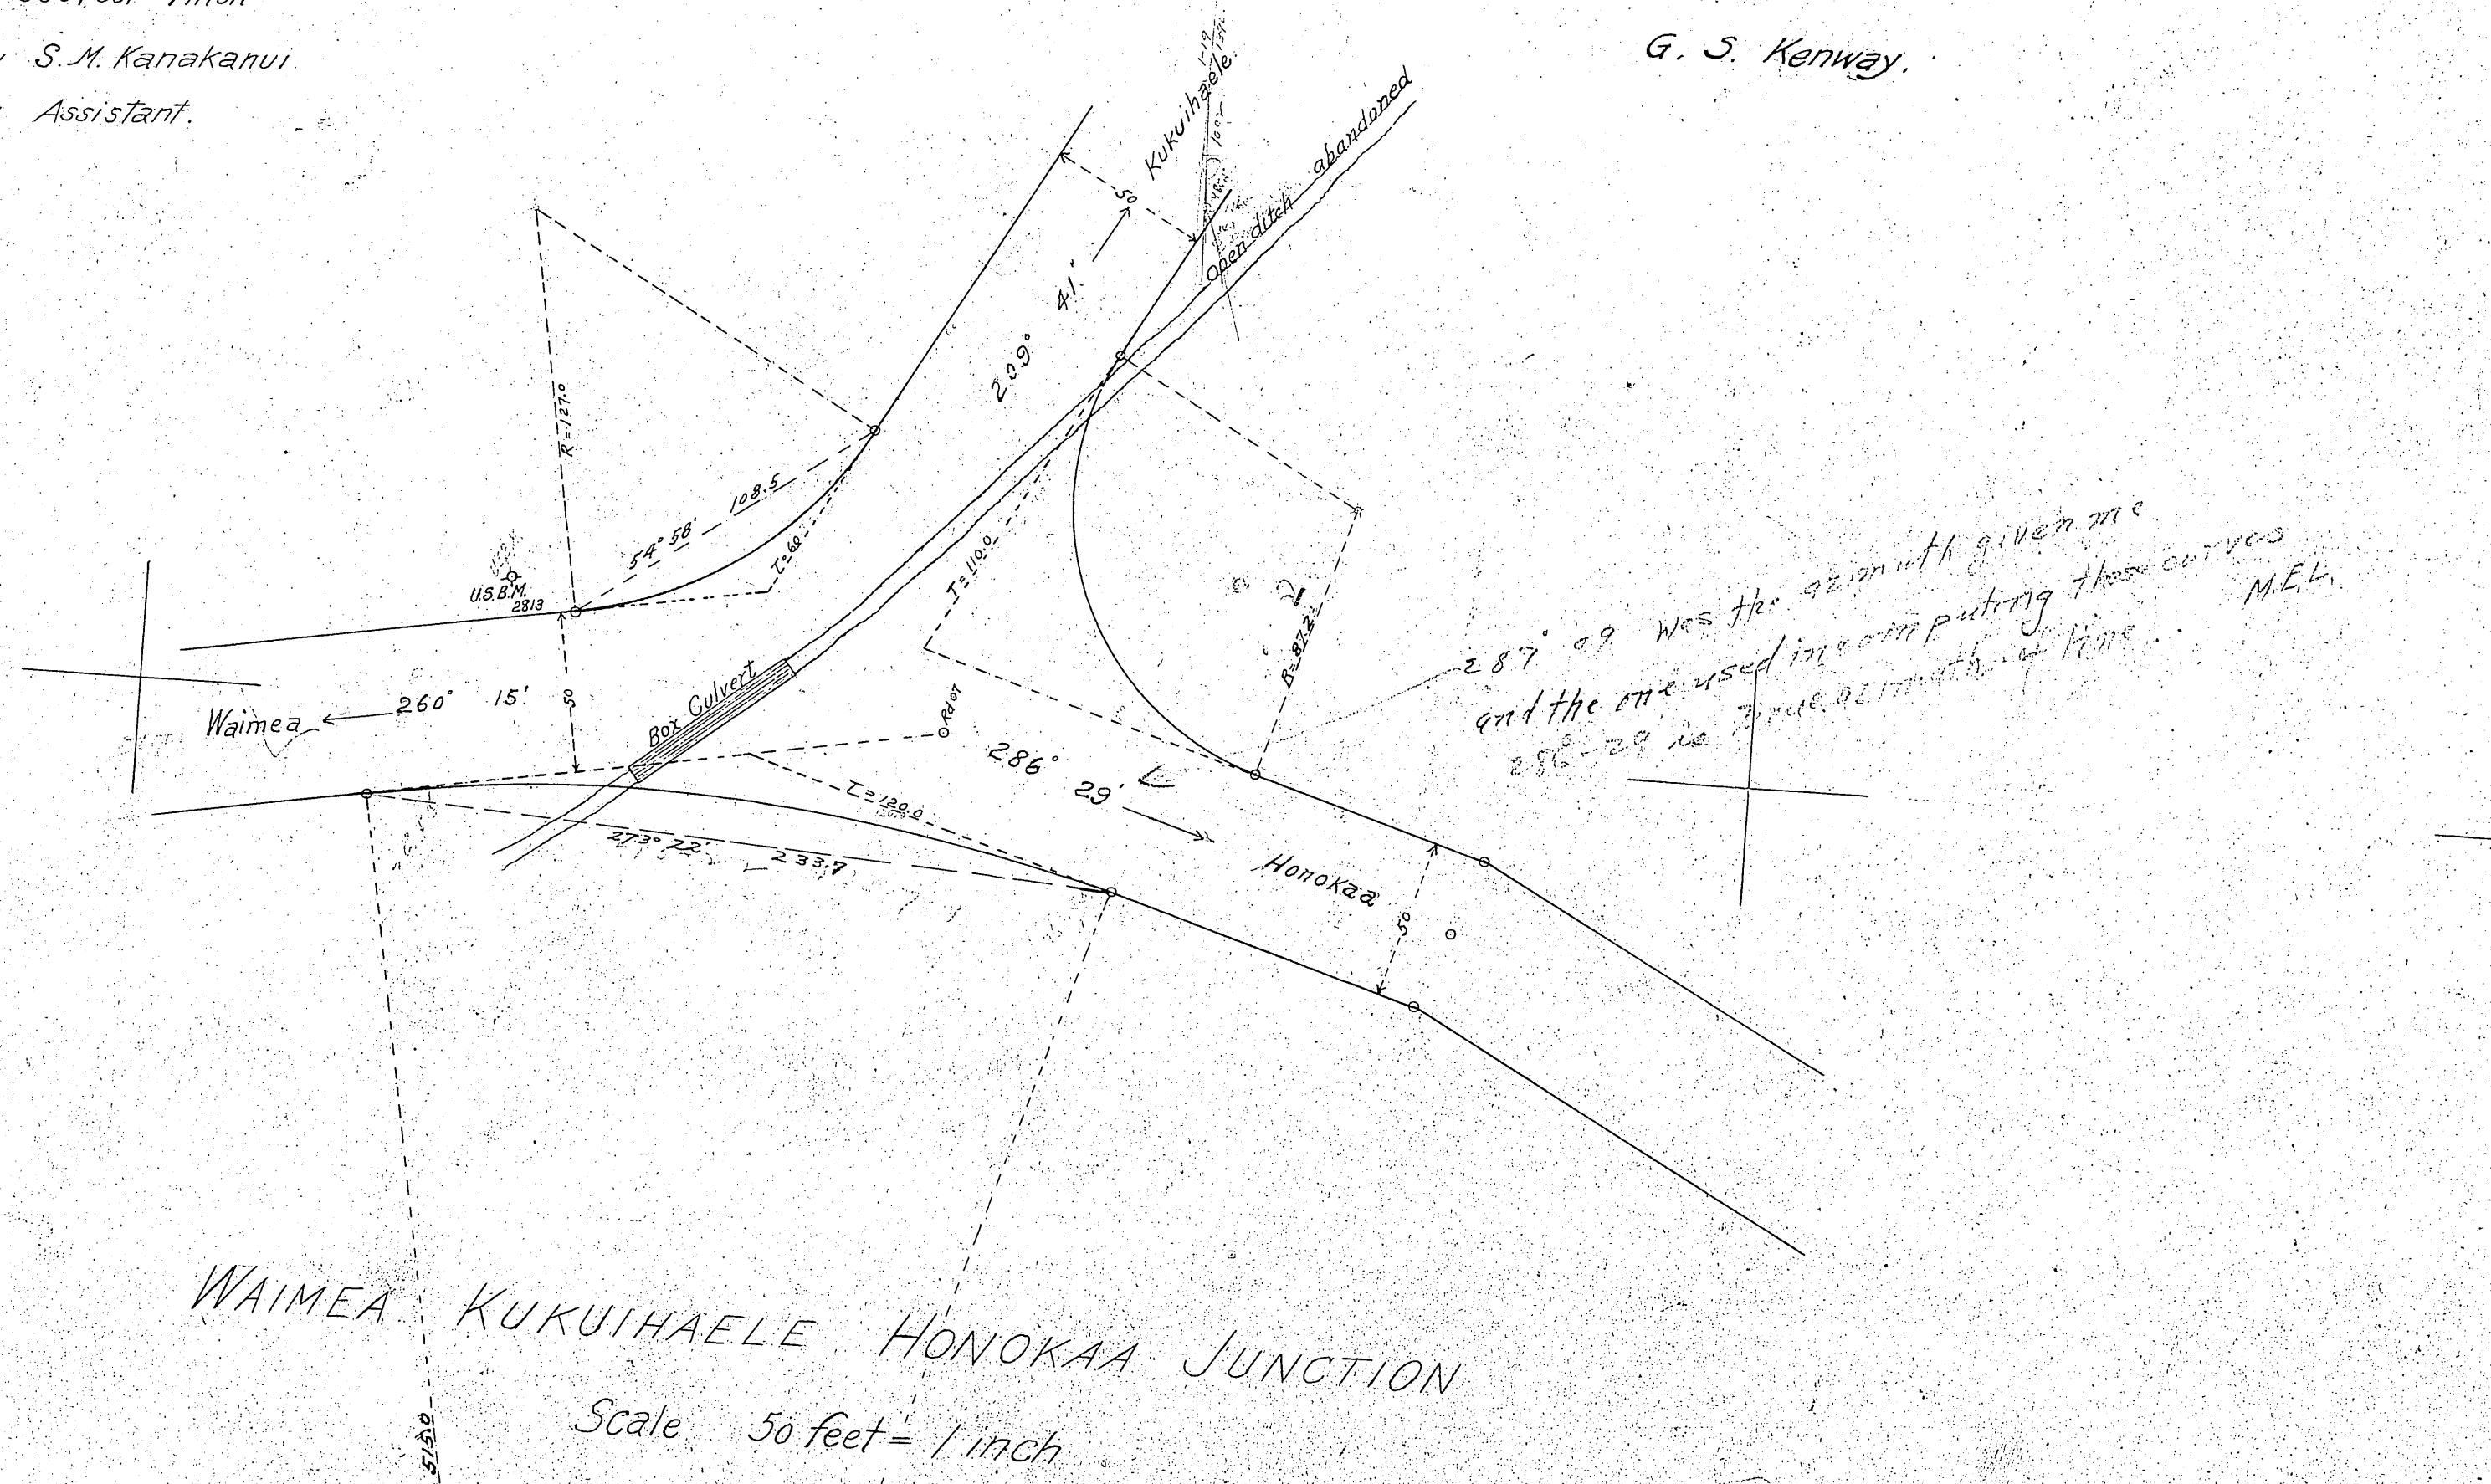 S. M. Kanakanui.
Assistant.
G. S. Kenway.
Kukuihaele
50
abandoned
Open ditch
209° 41'
R = 127.0
54° 58' 108.5
T = 60
U.S.B.M.
2813
T = 110.0
R = 87.3
287° 09 was the azimuth given me
and the one used in computing these curves
286°-29 is true azimuth of line.
M.E.L.
Waimea
260° 15'
50
Box Culvert
286° 29'
T = 120.0
273° 22' 233.7
Honokaa
50
WAIMEA KUKUIHAELE HONOKAA JUNCTION
Scale 50 feet = 1 inch
515.0